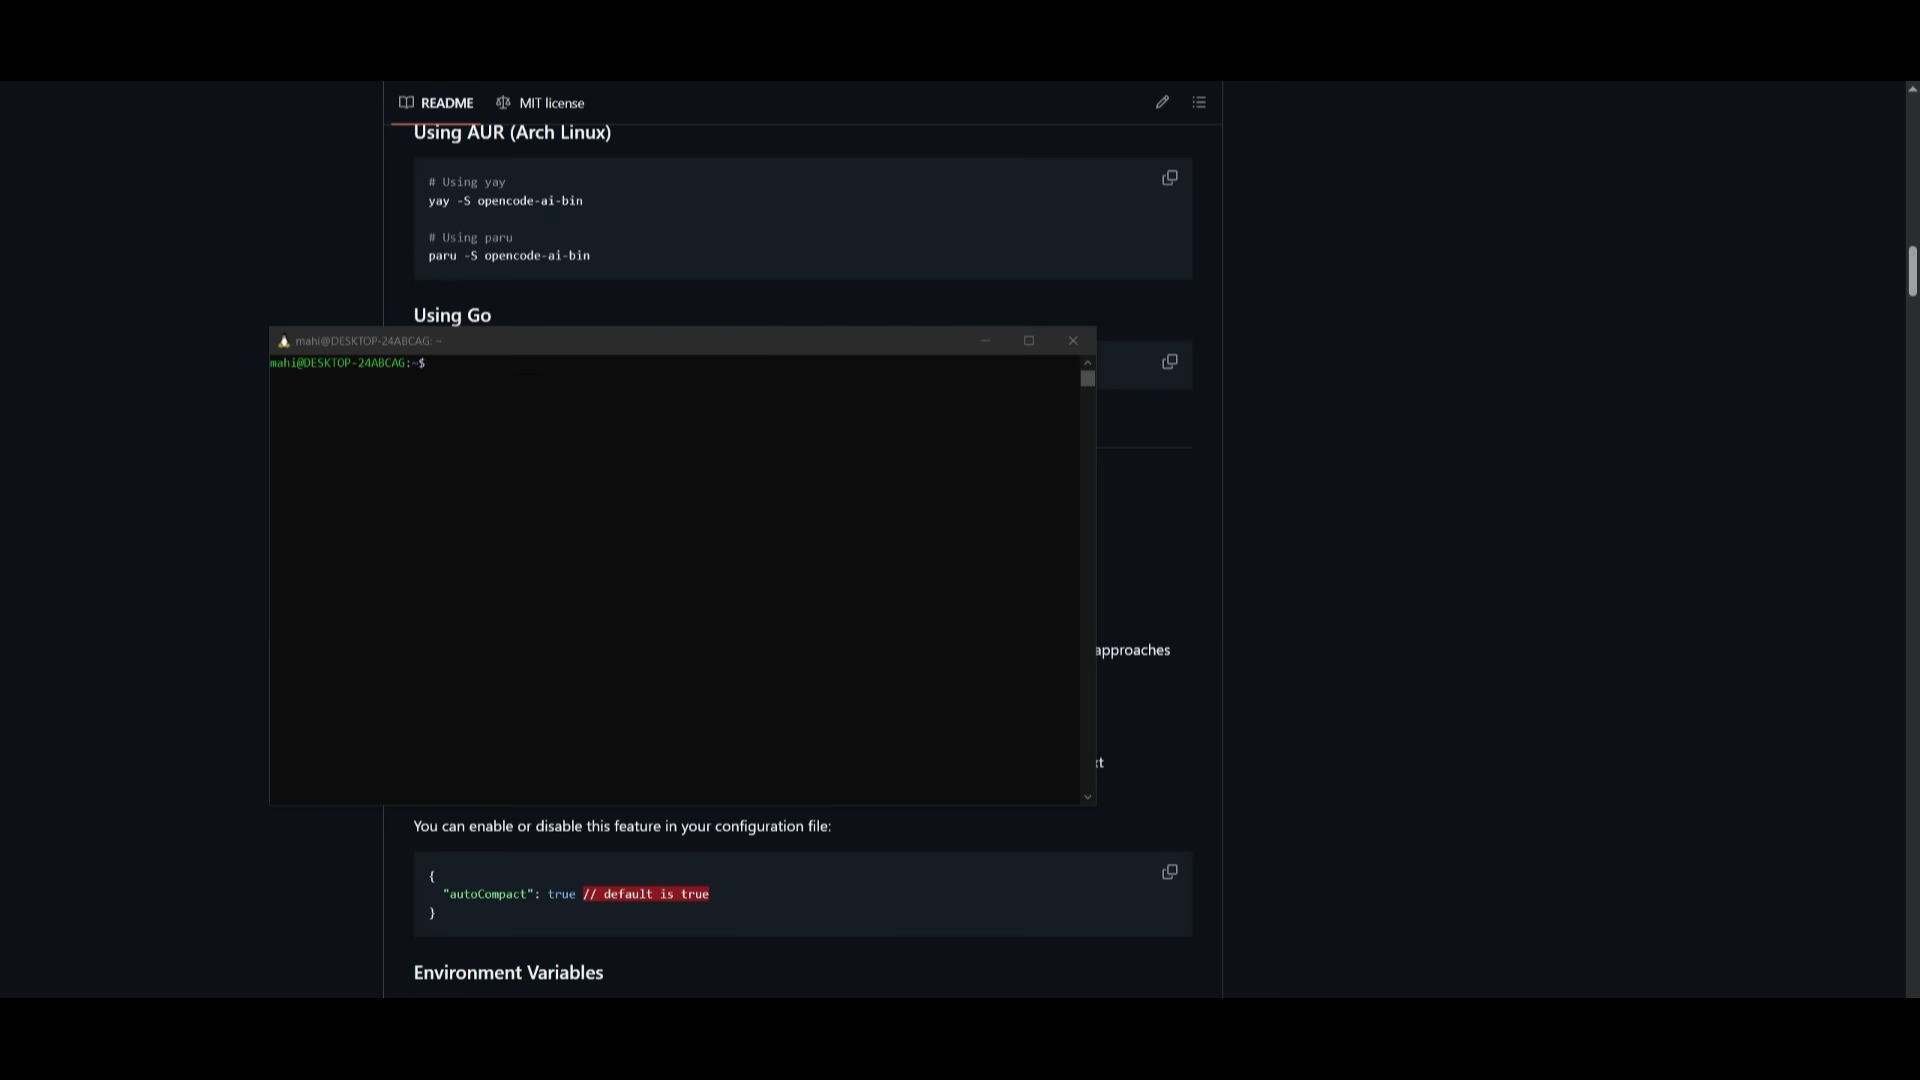 README MIT license
Using AUR (Arch Linux)
# Using yay
yay -S opencode-ai-bin
# Using paru
paru -S opencode-ai-bin
Using Go
mahi@DESKTOP-24ABCAG: ~
mahi@DESKTOP-24ABCAG:~$
approaches
xt
You can enable or disable this feature in your configuration file:
{
"autoCompact": true // default is true
}
Environment Variables